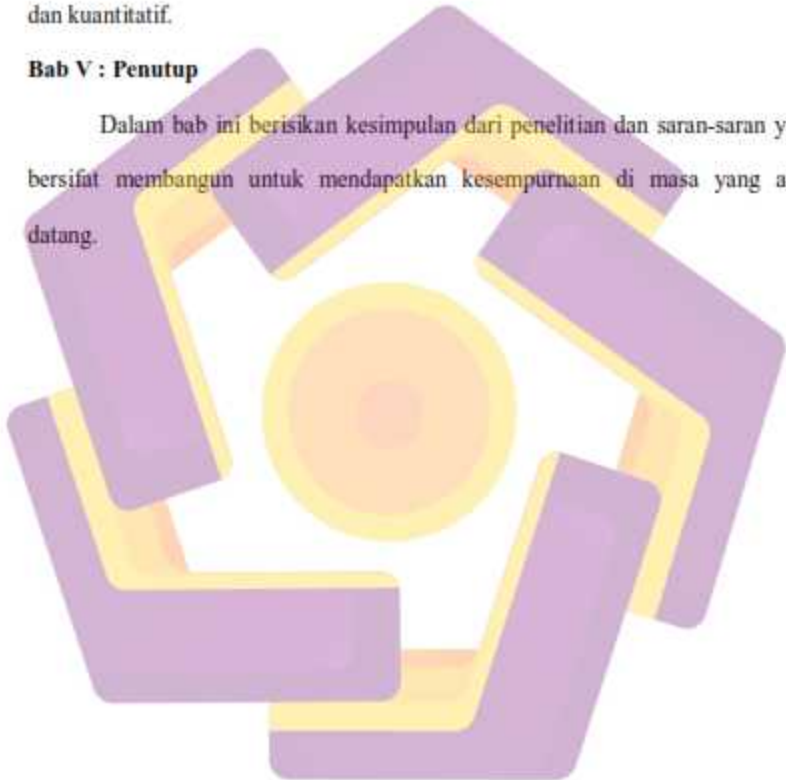 dan kuantitatif.
Bab V : Penutup
Dalam bab ini berisikan kesimpulan dari penelitian dan saran-saran y
bersifat membangun untuk mendapatkan kesempurnaan di masa yang a
datang.